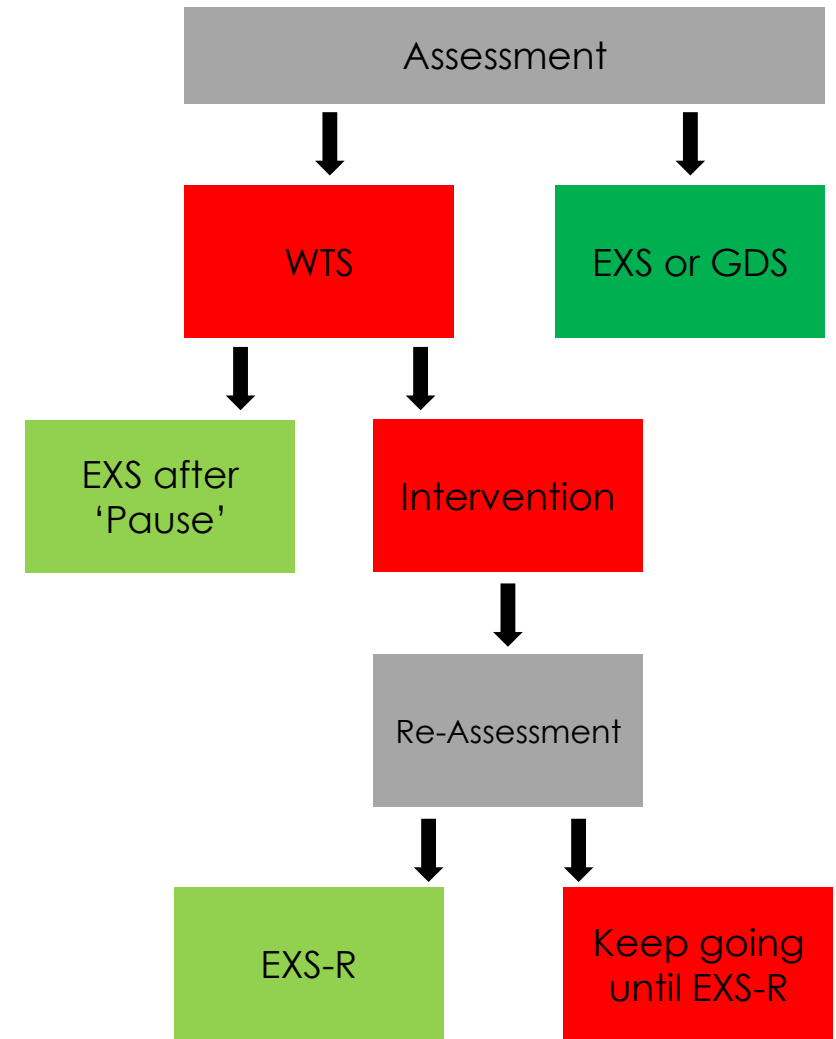 Assessment
WTS
EXS or GDS
EXS after
‘Pause’
Intervention
Re-Assessment
EXS-R
Keep going
until EXS-R